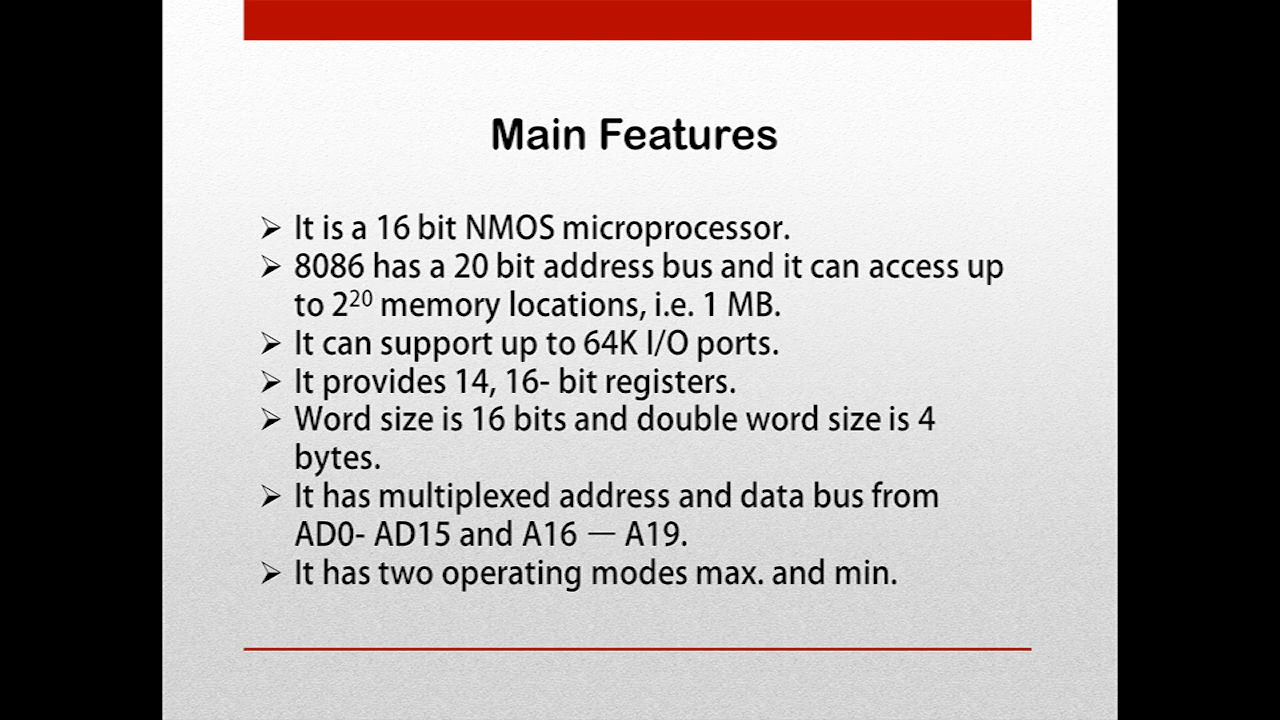 Main Features
➢ It is a 16 bit NMOS microprocessor.
➢ 8086 has a 20 bit address bus and it can access up
to 2²⁰ memory locations, i.e. 1 MB.
➢ It can support up to 64K I/O ports.
➢ It provides 14, 16- bit registers.
➢ Word size is 16 bits and double word size is 4
bytes.
➢ It has multiplexed address and data bus from
AD0- AD15 and A16 — A19.
➢ It has two operating modes max. and min.